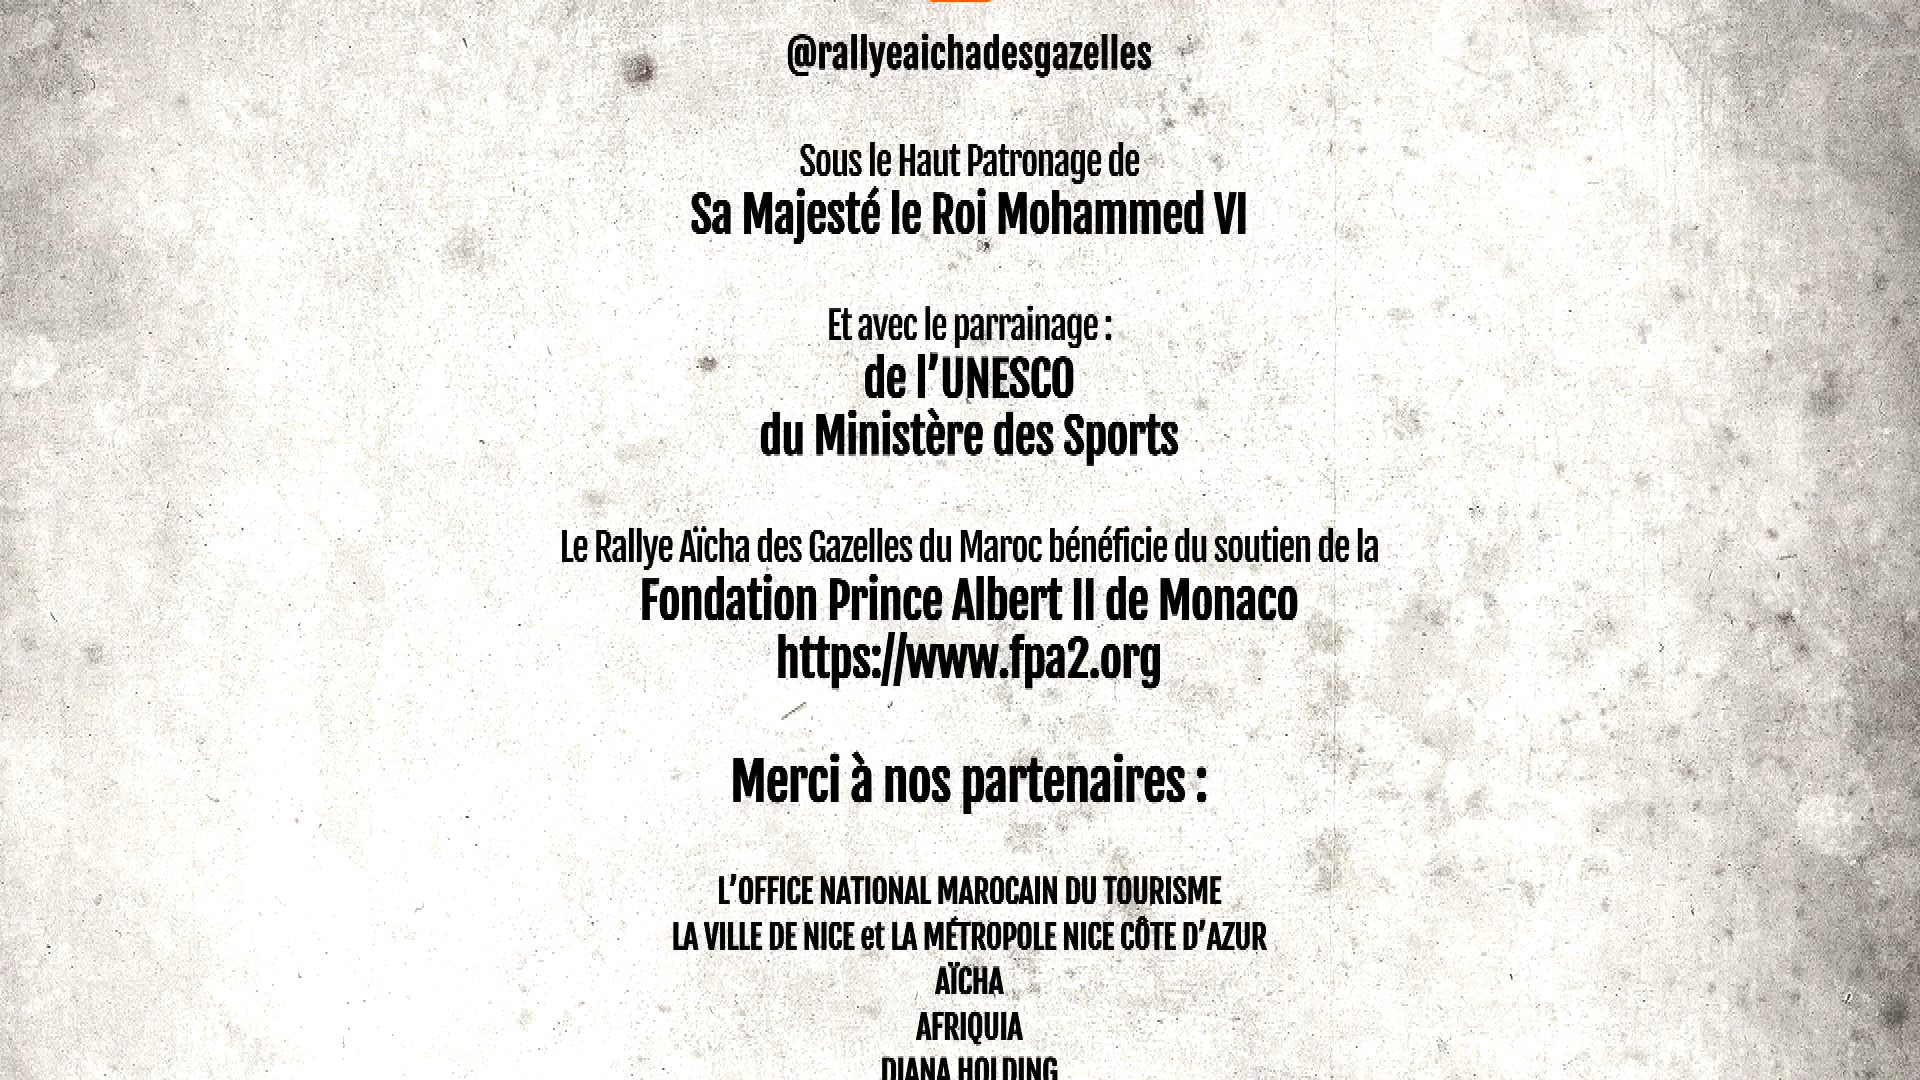 @rallyeaichadesgazelles
Sous le Haut Patronage de
Sa Majesté le Roi Mohammed VI
Et avec le parrainage :
de l’UNESCO
du Ministère des Sports
Le Rallye Aïcha des Gazelles du Maroc bénéficie du soutien de la
Fondation Prince Albert II de Monaco
https://www.fpa2.org
Merci à nos partenaires :
L’OFFICE NATIONAL MAROCAIN DU TOURISME
LA VILLE DE NICE et LA MÉTROPOLE NICE CÔTE D’AZUR
AÏCHA
AFRIQUIA
DIANA HOLDING